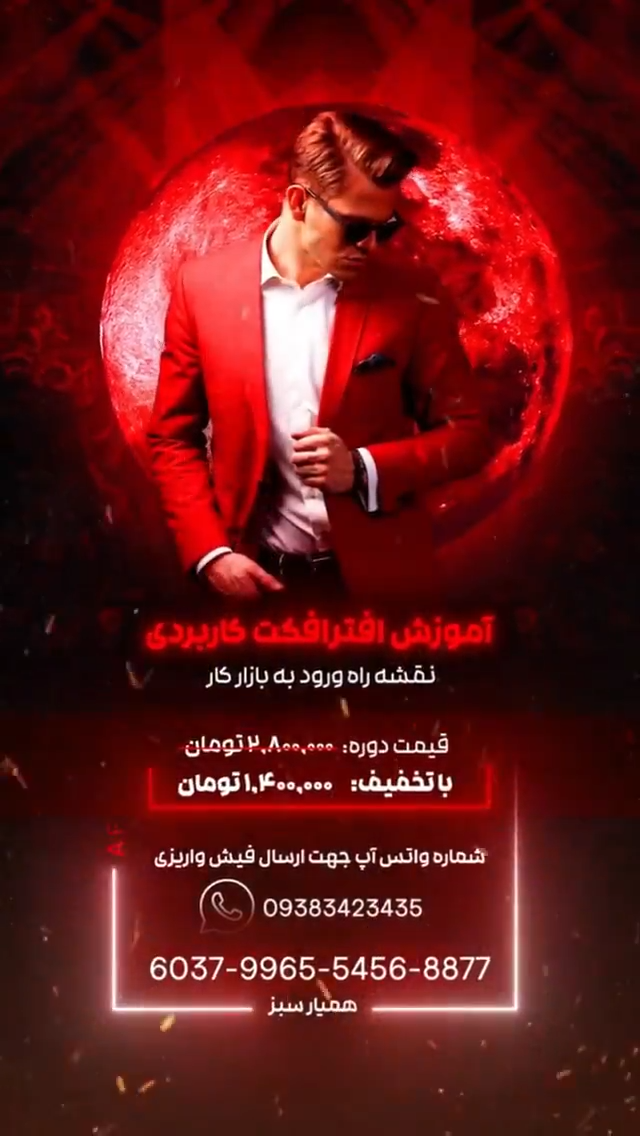 آموزش افترافکت کاربردی
نقشه راه ورود به بازار کار
قیمت دوره: ۲,۸۰۰,۰۰۰ تومان
با تخفیف: ۱,۴۰۰,۰۰۰ تومان
AF
شماره واتس آپ جهت ارسال فیش واریزی
09383423435
6037-9965-5456-8877
همیار سبز